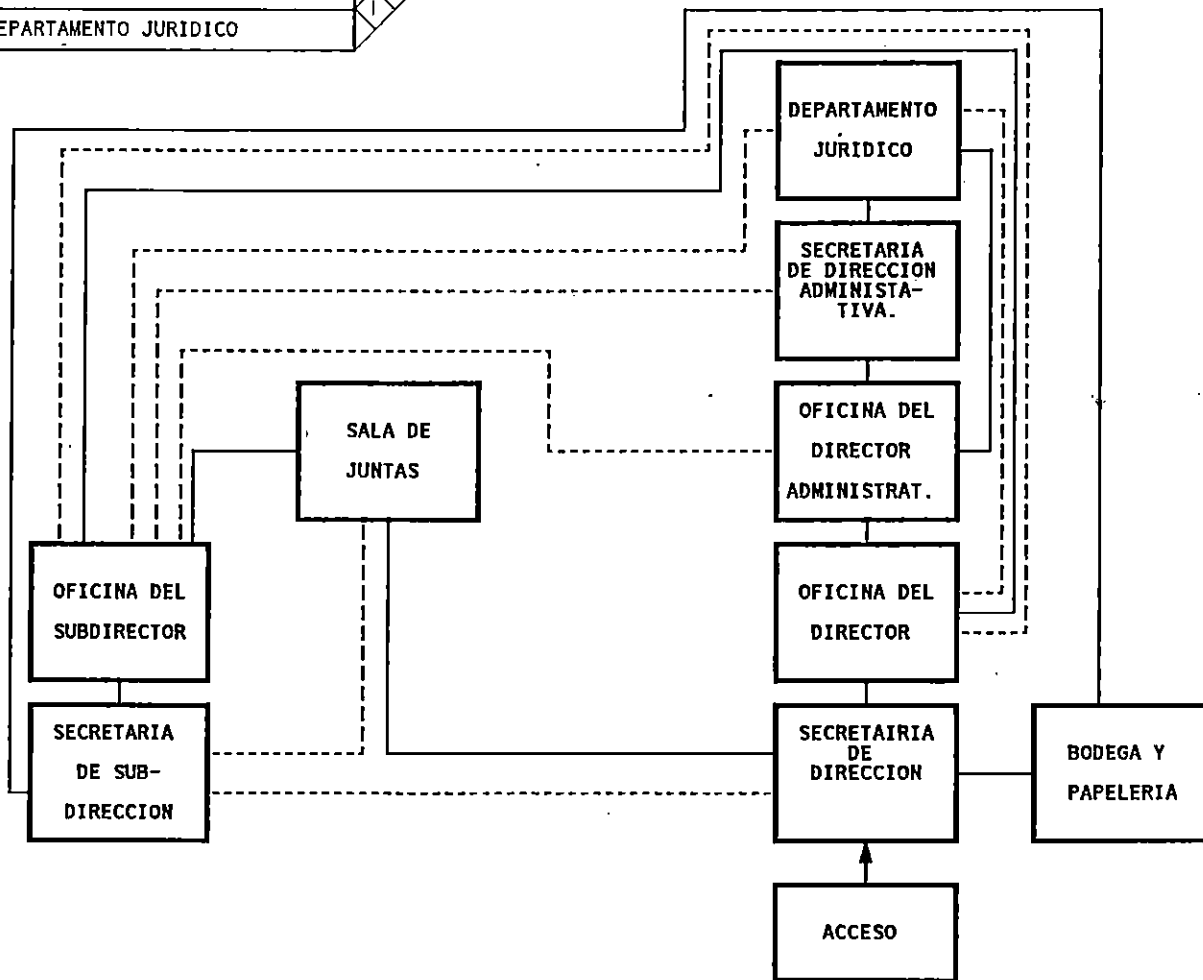 EPARTAMENTO JURIDICO
DEPARTAMENTO
JURIDICO
SECRETARIA
DE DIRECCION
ADMINISTA-
TIVA.
SALA DE
JUNTAS
OFICINA DEL
DIRECTOR
ADMINISTRAT.
OFICINA DEL
SUBDIRECTOR
OFICINA DEL
DIRECTOR
SECRETARIA
DE SUB-
DIRECCION
SECRETAIRIA
DE
DIRECCION
BODEGA Y
PAPELERIA
ACCESO